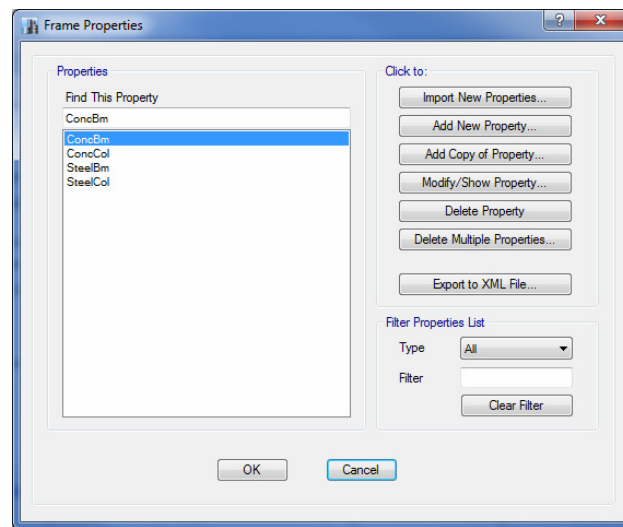 Frame Properties
Properties
Find This Property
ConcBm
ConcBm
ConcCol
SteelBm
SteelCol
Click to:
Import New Properties...
Add New Property...
Add Copy of Property...
Modify/Show Property...
Delete Property
Delete Multiple Properties...
Export to XML File...
Filter Properties List
Type All
Filter
Clear Filter
OK Cancel